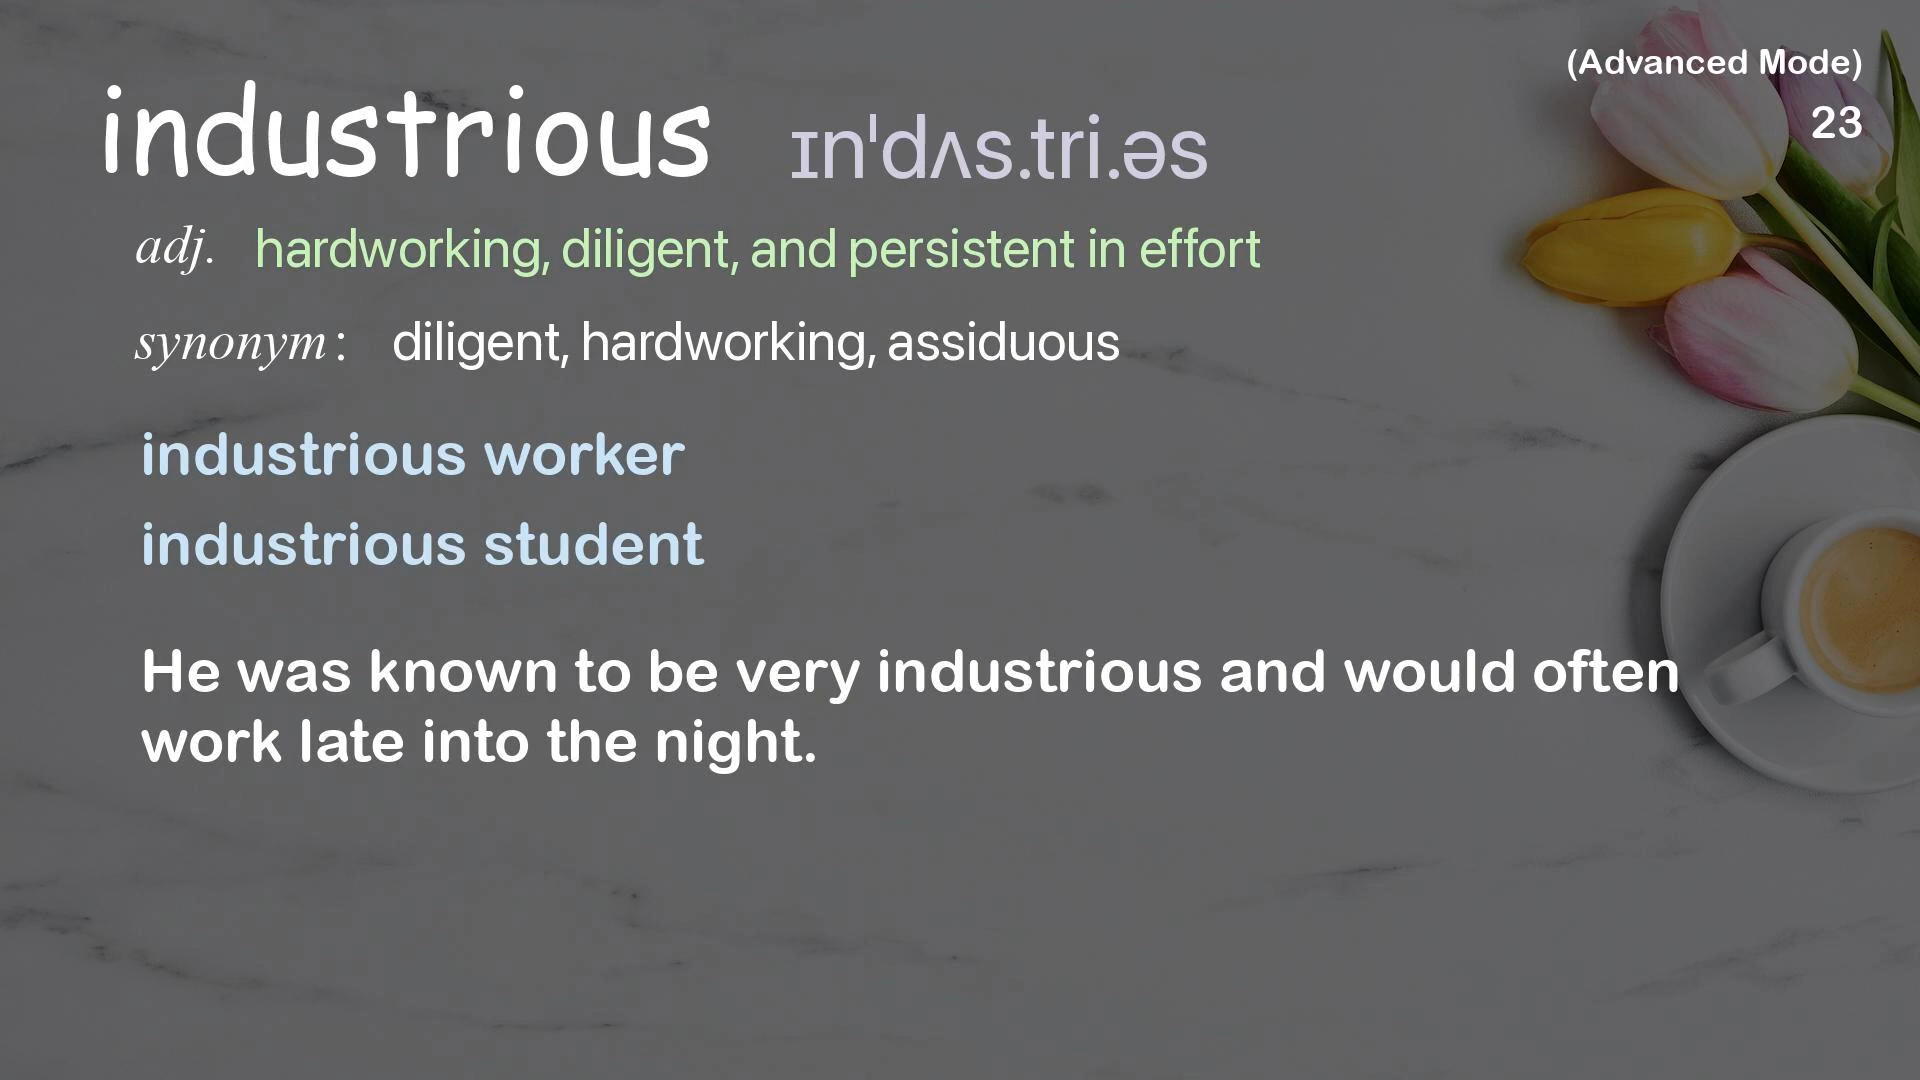 (Advanced Mode)
23
industrious ɪnˈdʌs.tri.əs
adj. hardworking, diligent, and persistent in effort
synonym : diligent, hardworking, assiduous
industrious worker
industrious student
He was known to be very industrious and would often
work late into the night.